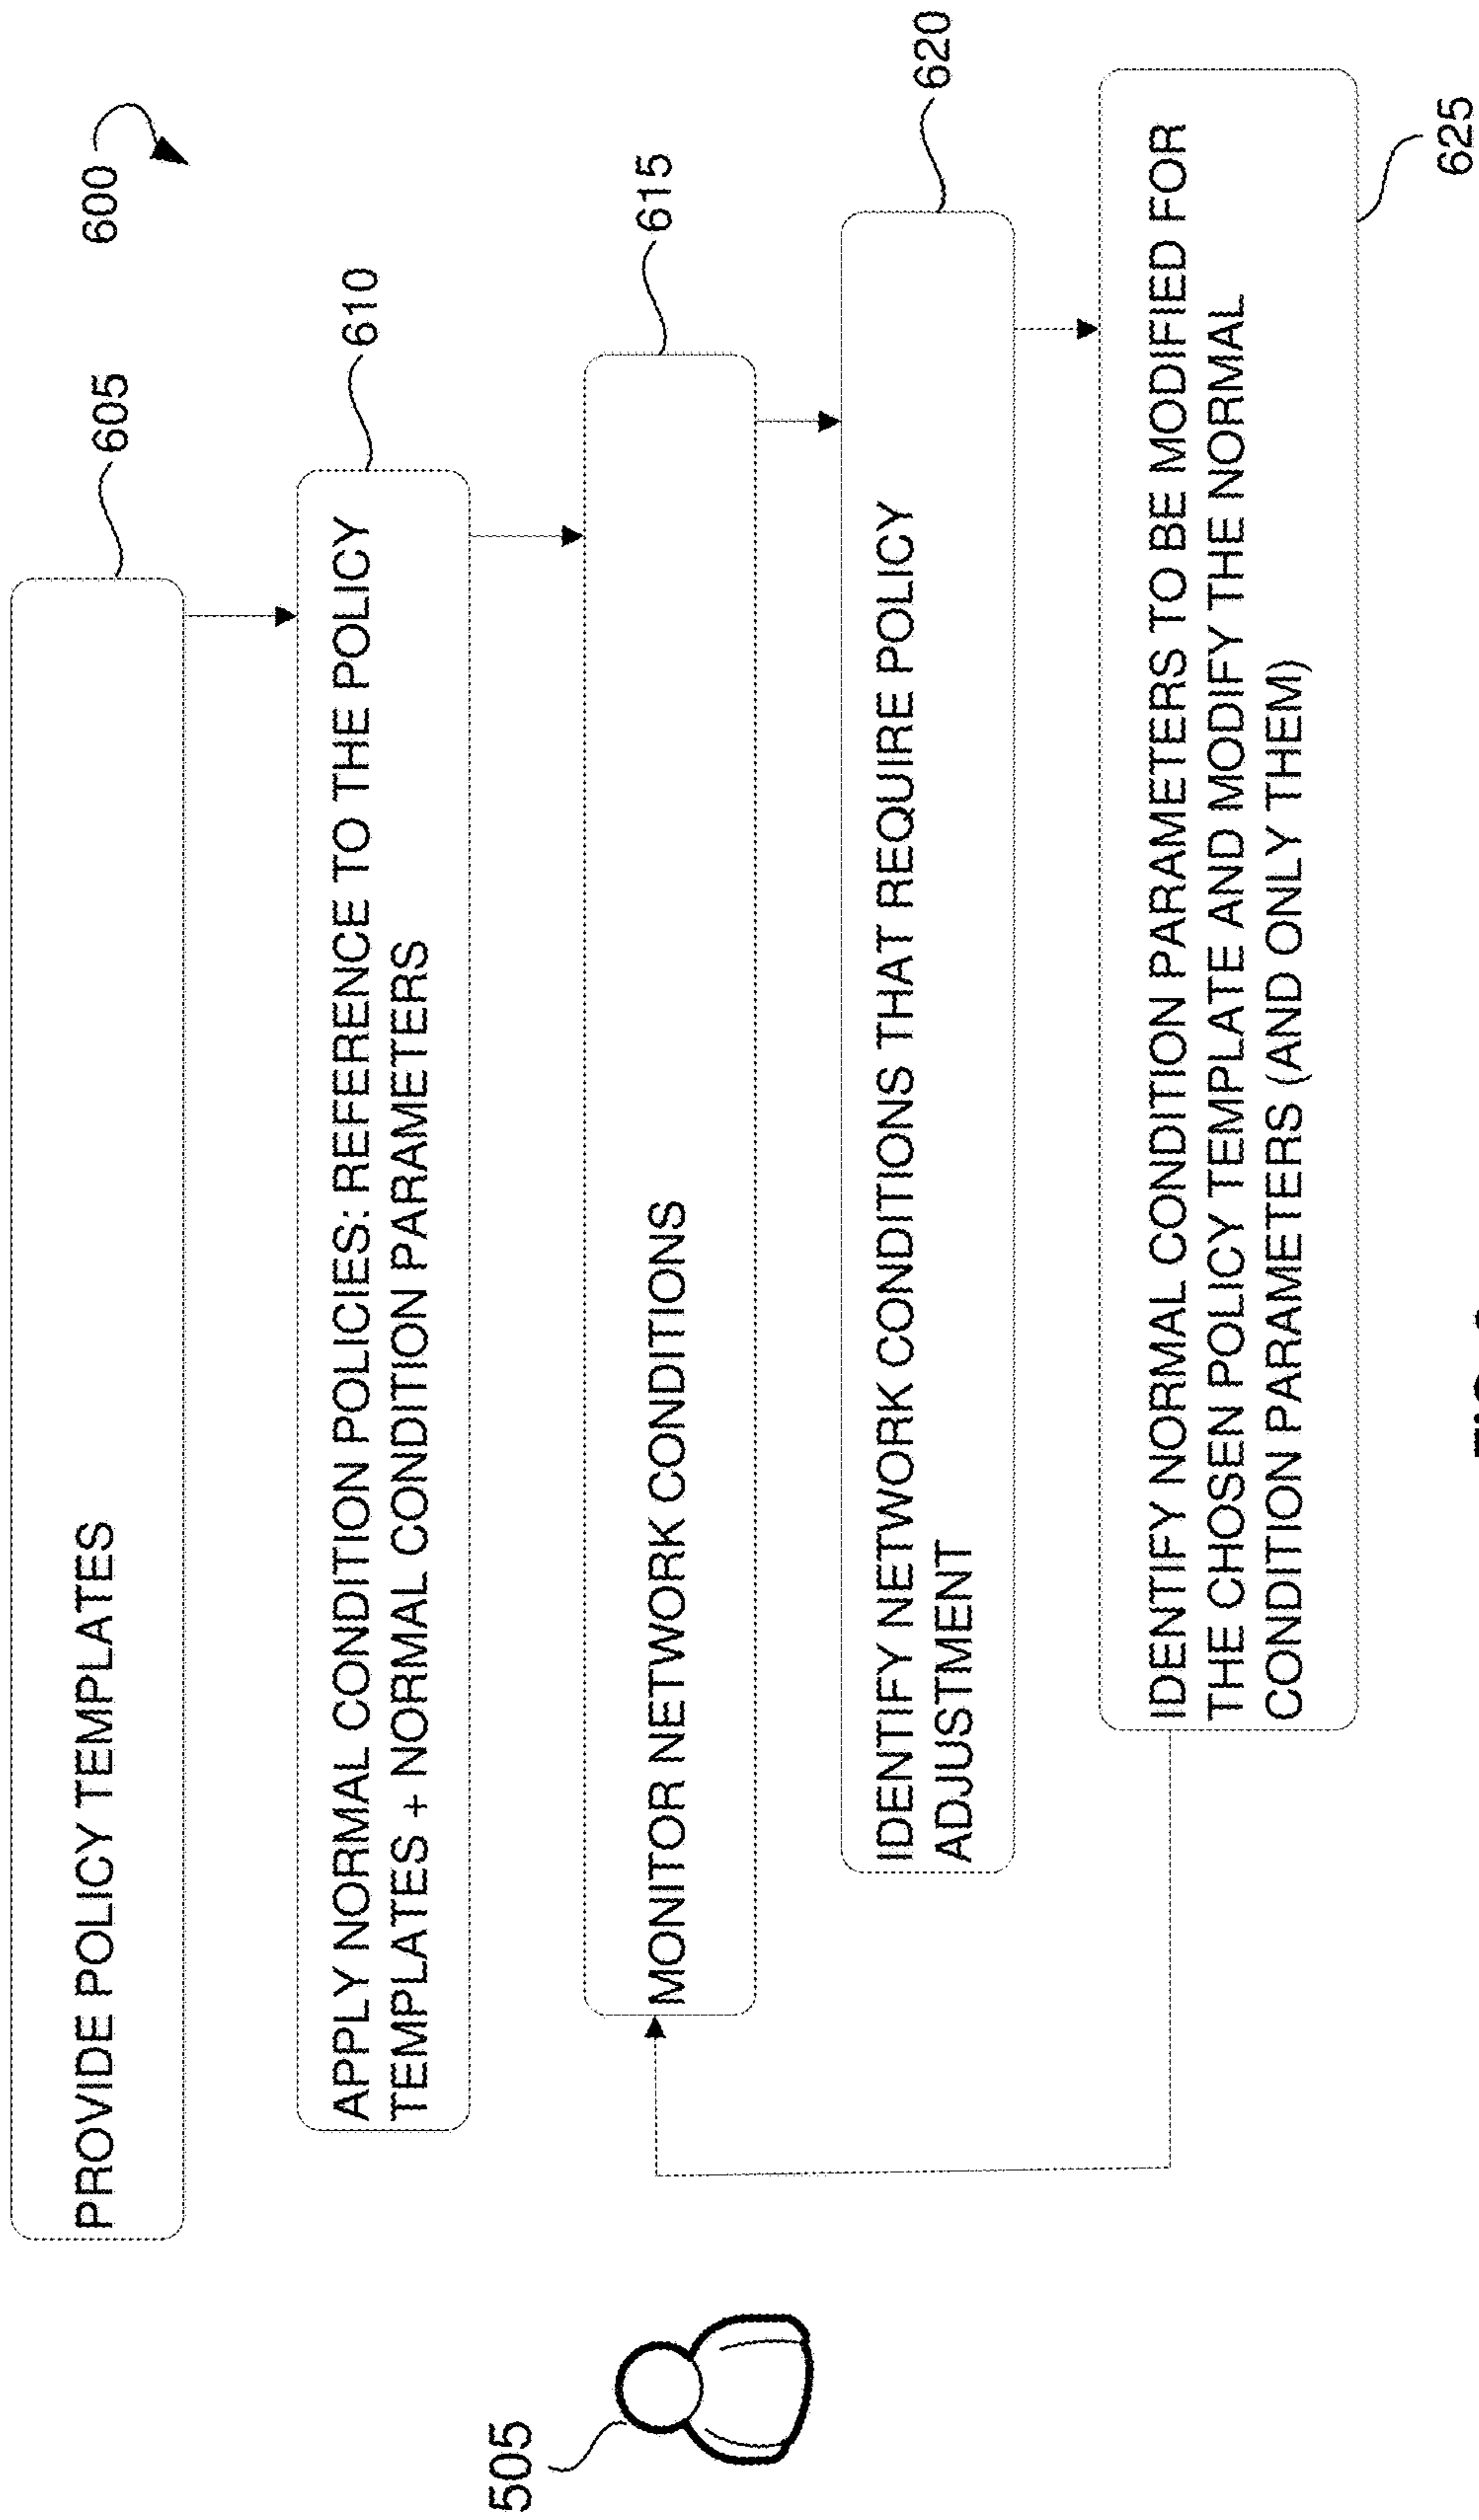 600
605
PROVIDE POLICY TEMPLATES
610
APPLY NORMAL CONDITION POLICIES: REFERENCE TO THE POLICY
TEMPLATES + NORMAL CONDITION PARAMETERS
615
MONITOR NETWORK CONDITIONS
620
IDENTIFY NETWORK CONDITIONS THAT REQUIRE POLICY
ADJUSTMENT
IDENTIFY NORMAL CONDITION PARAMETERS TO BE MODIFIED FOR
THE CHOSEN POLICY TEMPLATE AND MODIFY THE NORMAL
CONDITION PARAMETERS (AND ONLY THEM)
625
505